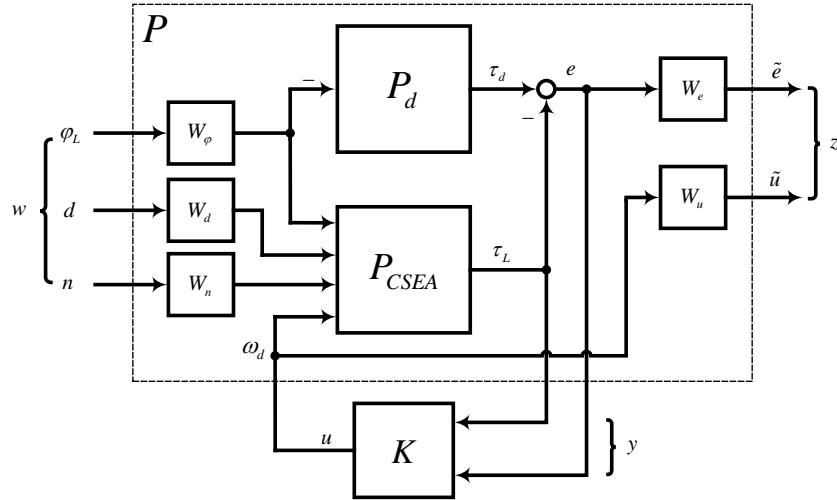 P
P_d
τ_d
e
W_e
ẽ
−
−
φ_L
W_φ
z
w
d
W_d
W_u
ũ
P_CSEA
τ_L
n
W_n
ω_d
u
K
y